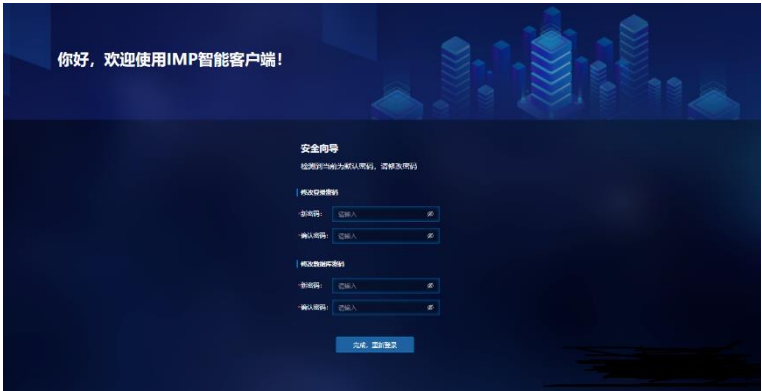 你好，欢迎使用IMP智能客户端！
安全向导
检测到当前为默认密码，请修改密码
修改登录密码
*新密码： 请输入
*确认密码： 请输入
修改数据库密码
*新密码： 请输入
*确认密码： 请输入
完成，重新登录